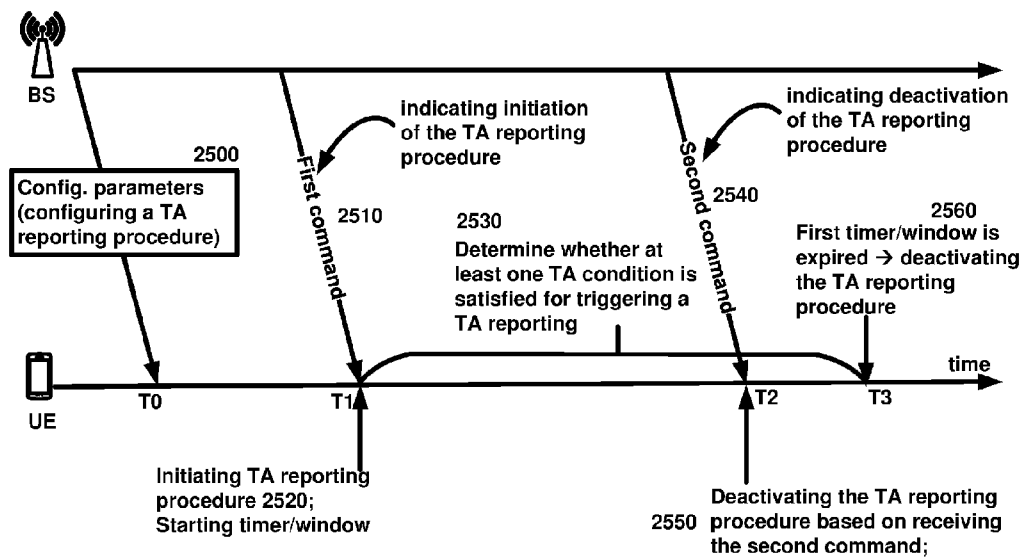 BS
indicating initiation
of the TA reporting
procedure
indicating deactivation
of the TA reporting
procedure
2500
Config. parameters
(configuring a TA
reporting procedure)
First command
2510
2530
Determine whether at
least one TA condition is
satisfied for triggering a
TA reporting
Second command
2540
2560
First timer/window is
expired → deactivating
the TA reporting
procedure
time
UE
T0
T1
T2
T3
Initiating TA reporting
procedure 2520;
Starting timer/window
2550
Deactivating the TA reporting
procedure based on receiving
the second command;